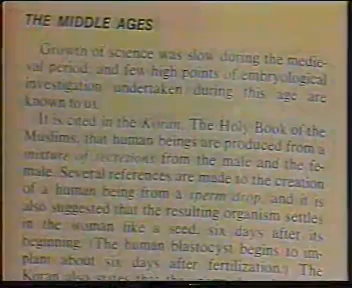 THE MIDDLE AGES
Growth of science was slow during the medie-
val period, and few high points of embryological
investigation undertaken during this age are
known to us.
It is cited in the Koran, The Holy Book of the
Muslims, that human beings are produced from a
mixture of secretions from the male and the fe-
male. Several references are made to the creation
of a human being from a sperm drop, and it is
also suggested that the resulting organism settles
in the woman like a seed, six days after its
beginning. (The human blastocyst begins to im-
plant about six days after fertilization.) The
Koran also states that the